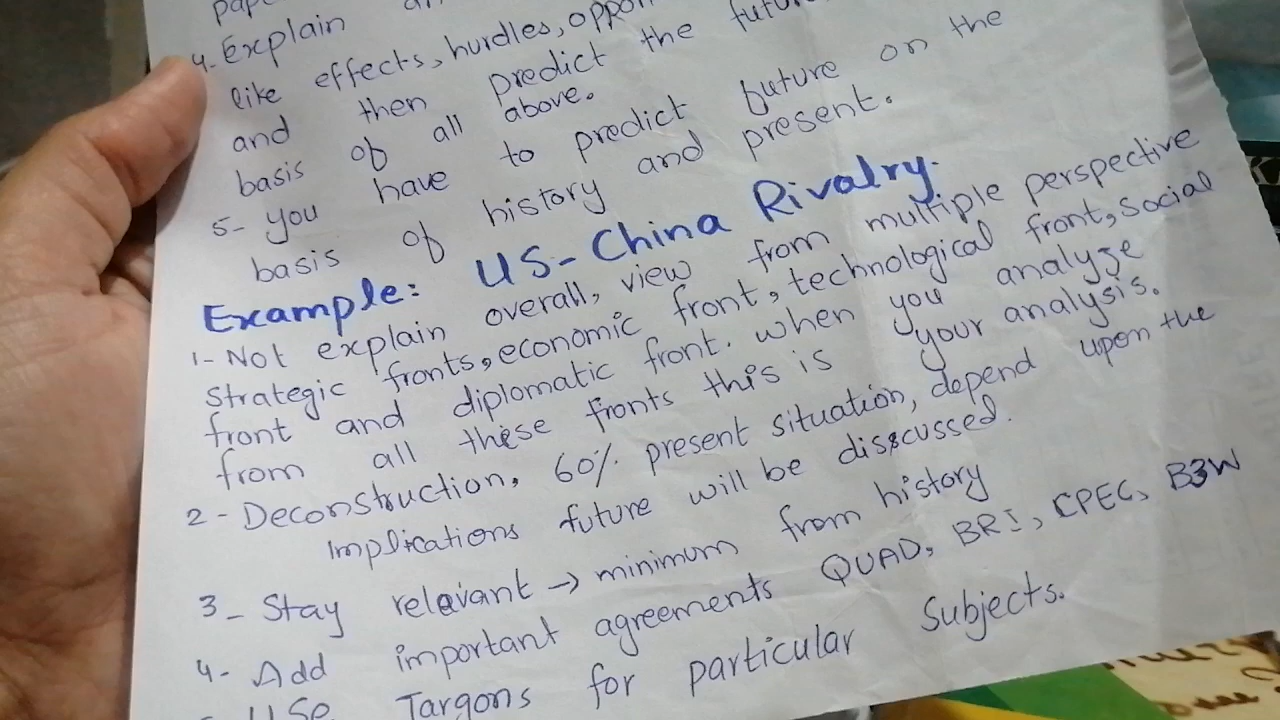 4- Explain
like effects, hurdles,
and then predict the
basis of all above.
5- you have to predict future on the
basis of history and present.
Example: US-China Rivalry.
1- Not explain overall, view from multiple perspective
strategic fronts, economic front, technological front, social
front and diplomatic front. when you analyze
from all these fronts this is your analysis.
2- Deconstruction, 60% present situation, depend upon the
Implications future will be disscussed.
3- Stay relevant → minimum from history
4- Add important agreements QUAD, BRI, CPEC, B3W
Use Targons for particular Subjects.